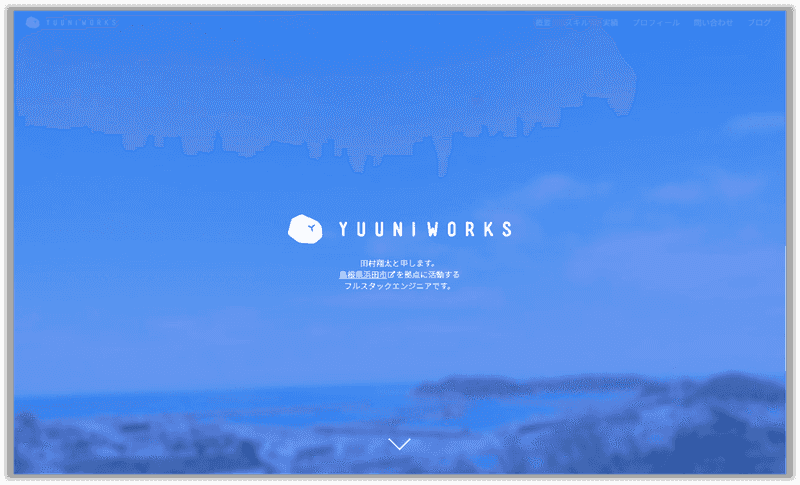 YUUNIWORKS
概要 スキル 実績 プロフィール 問い合わせ ブログ
YUUNIWORKS
田村翔太と申します。
島根県浜田市を拠点に活動する
フルスタックエンジニアです。